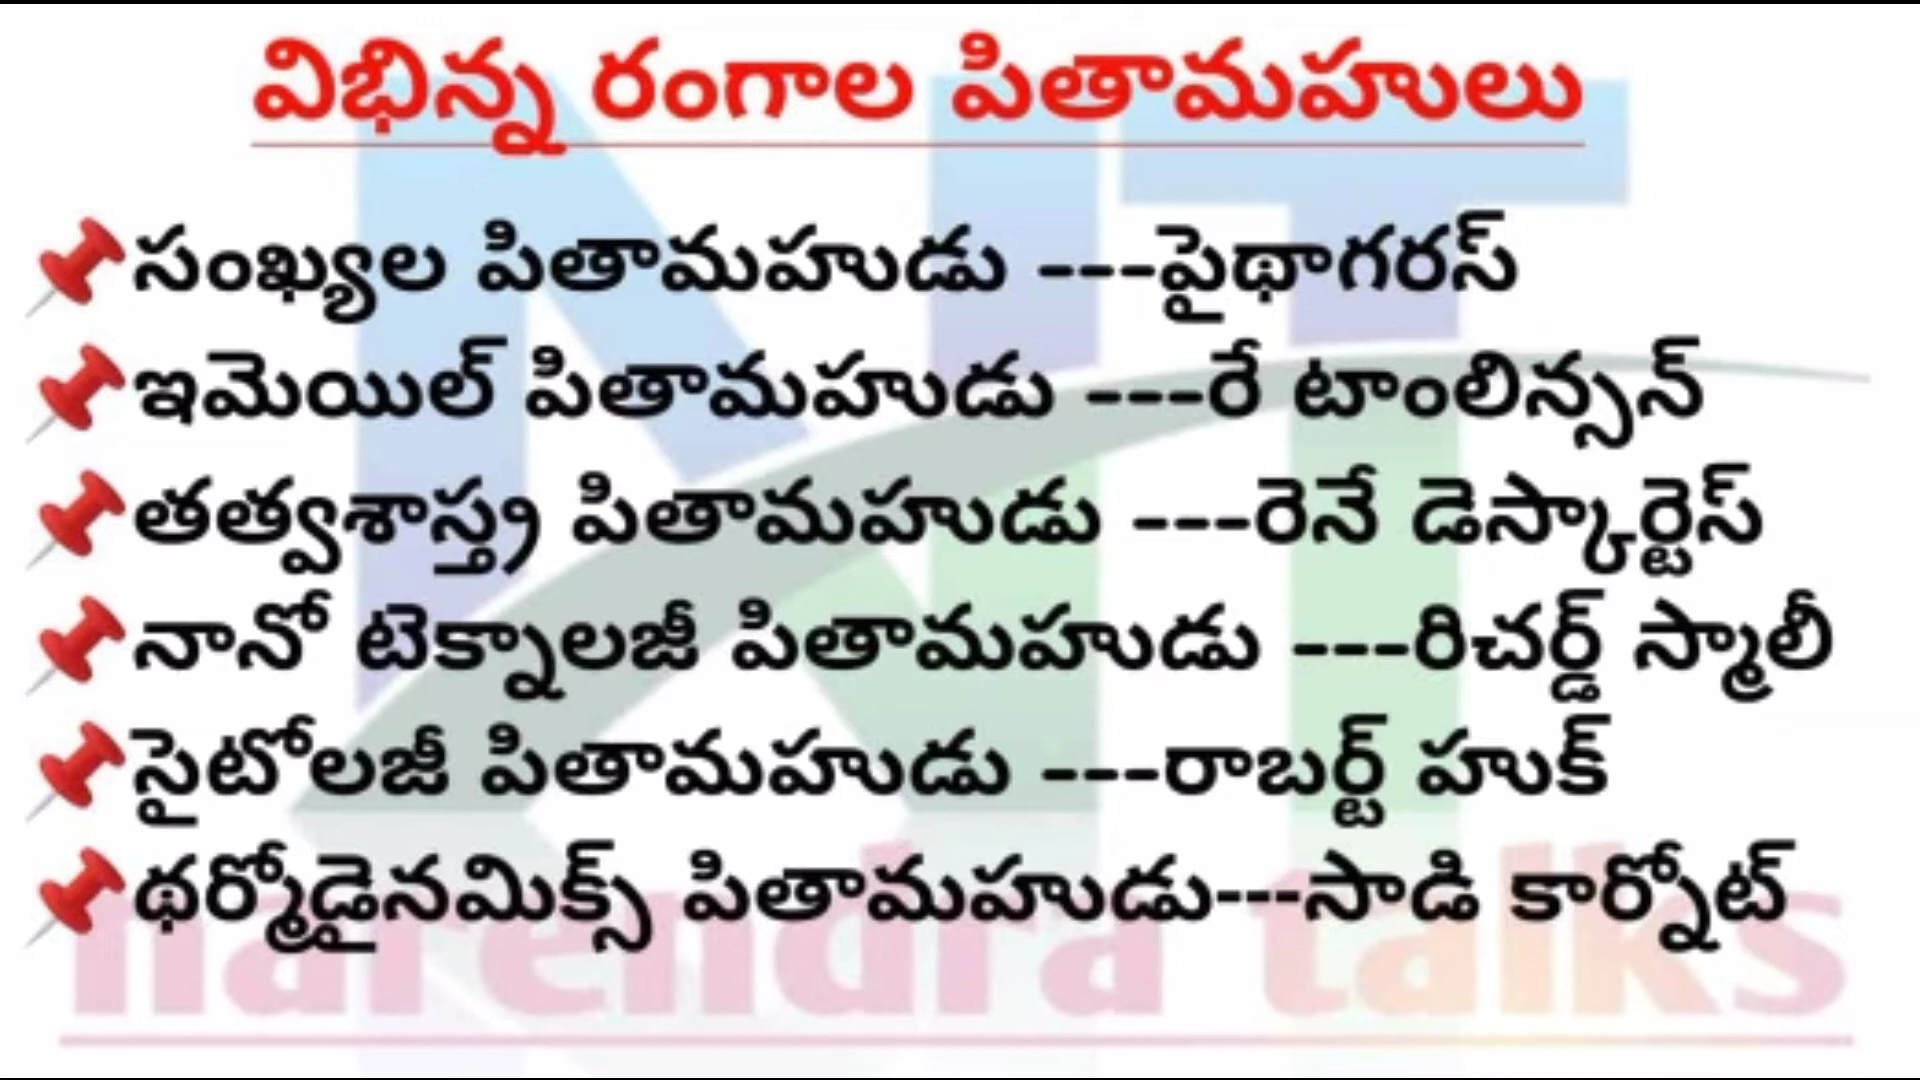 విభిన్న రంగాల పితామహులు
సంఖ్యల పితామహుడు ---పైథాగరస్
ఇమెయిల్ పితామహుడు ---రే టాంలిన్సన్
తత్వశాస్త్ర పితామహుడు ---రెనే డెస్కార్టెస్
నానో టెక్నాలజీ పితామహుడు ---రిచర్డ్ స్మాలీ
సైటోలజీ పితామహుడు ---రాబర్ట్ హుక్
థర్మోడైనమిక్స్ పితామహుడు---సాడి కార్నోట్
narendra talks